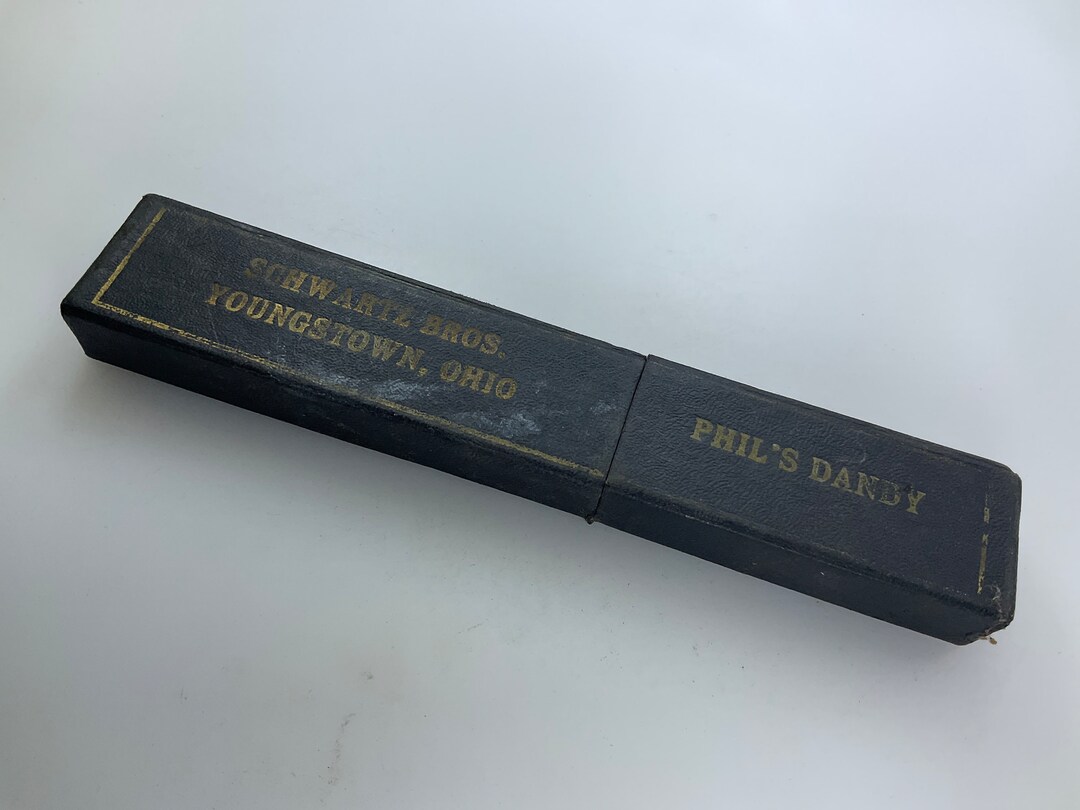 SCHWARTZ BROS.
YOUNGSTOWN, OHIO
PHIL'S DANDY